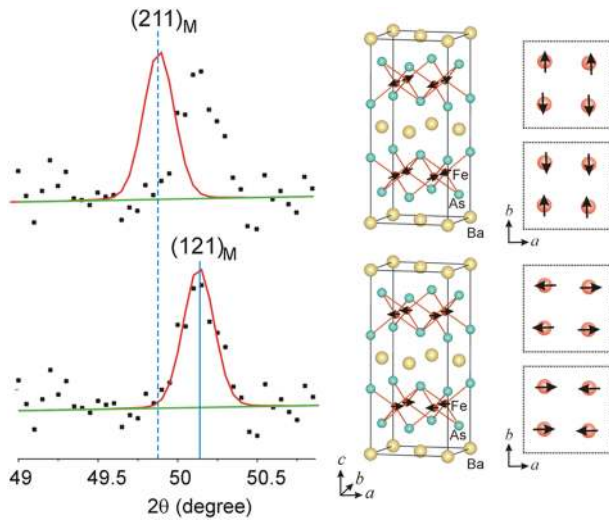 (211)M
(121)M
49
49.5
50
50.5
2θ (degree)
Fe
As
Ba
b
a
Fe
As
Ba
c
b
a
b
a